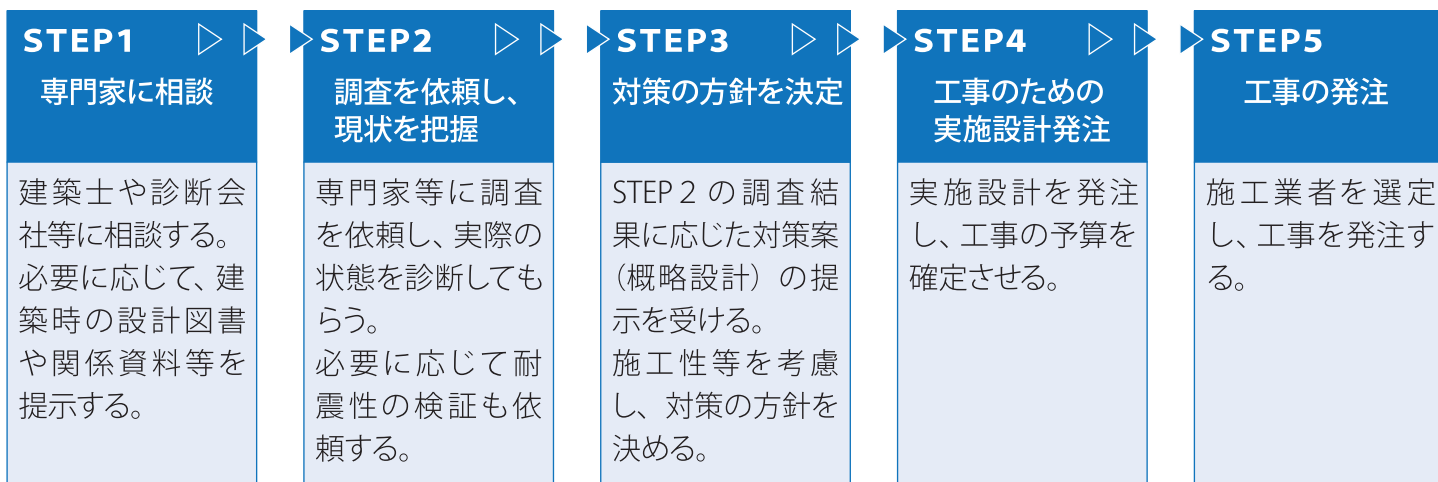 STEP1
専門家に相談
建築士や診断会
社等に相談する。
必要に応じて、建
築時の設計図書
や関係資料等を
提示する。
STEP2
調査を依頼し、
現状を把握
専門家等に調査
を依頼し、実際の
状態を診断しても
らう。
必要に応じて耐
震性の検証も依
頼する。
STEP3
対策の方針を決定
STEP 2 の調査結
果に応じた対策案
（概略設計）の提
示を受ける。
施工性等を考慮
し、対策の方針を
決める。
STEP4
工事のための
実施設計発注
実施設計を発注
し、工事の予算を
確定させる。
STEP5
工事の発注
施工業者を選定
し、工事を発注す
る。